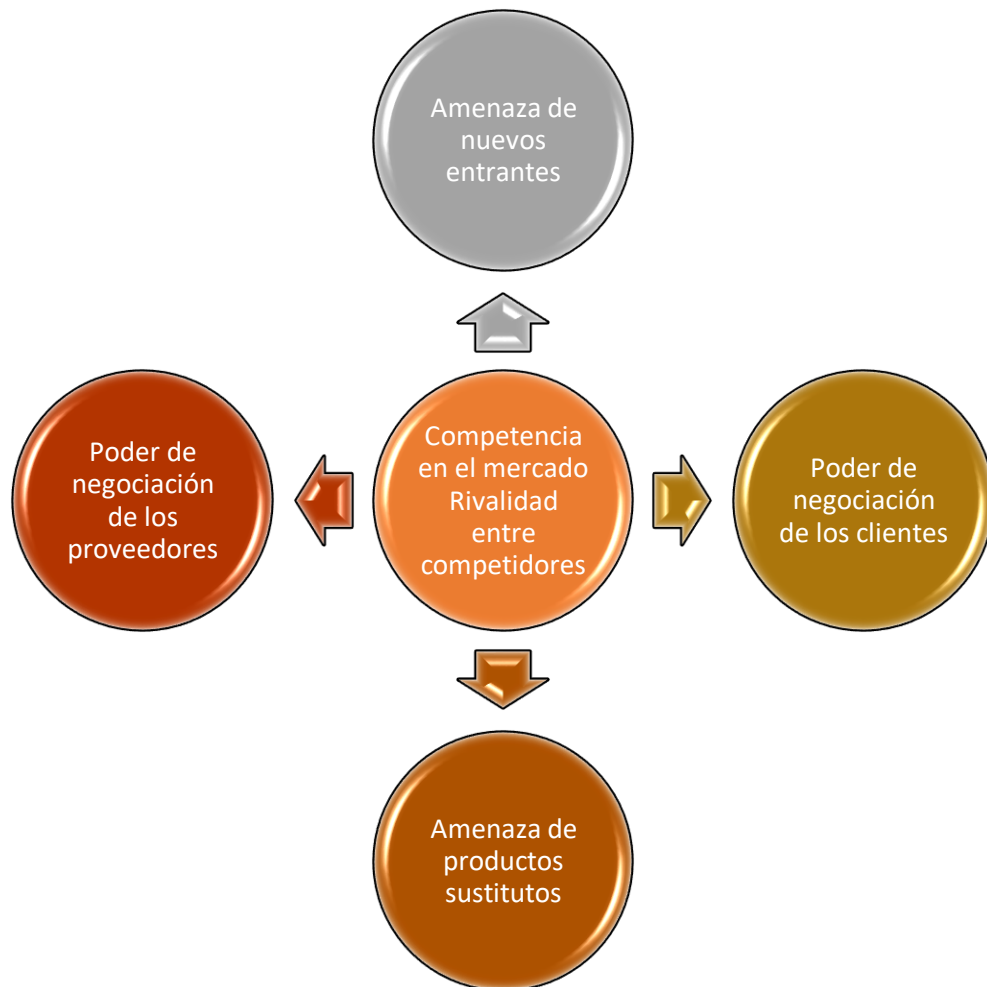 Amenaza de
nuevos
entrantes
Poder de
negociación
de los
proveedores
Competencia
en el mercado
Rivalidad
entre
competidores
Poder de
negociación
de los clientes
Amenaza de
productos
sustitutos